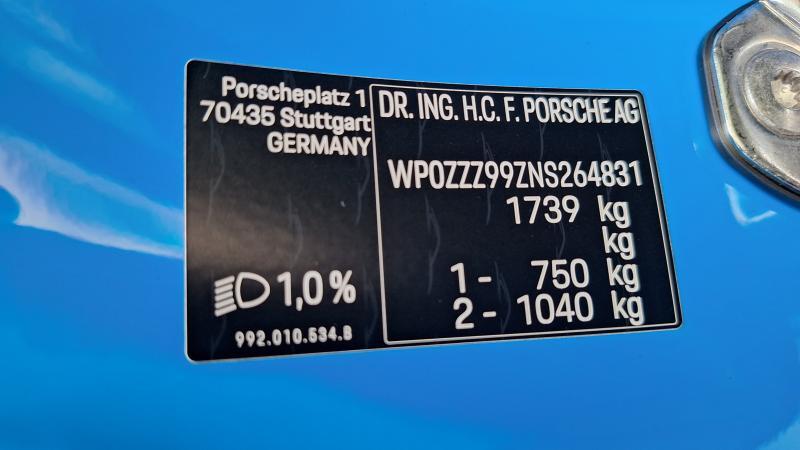 Porscheplatz 1
70435 Stuttgart
GERMANY
1,0%
992.010.534.B
DR. ING. H.C. F. PORSCHE AG
WP0ZZZ99ZNS264831
1739 kg
kg
1 - 750 kg
2 - 1040 kg